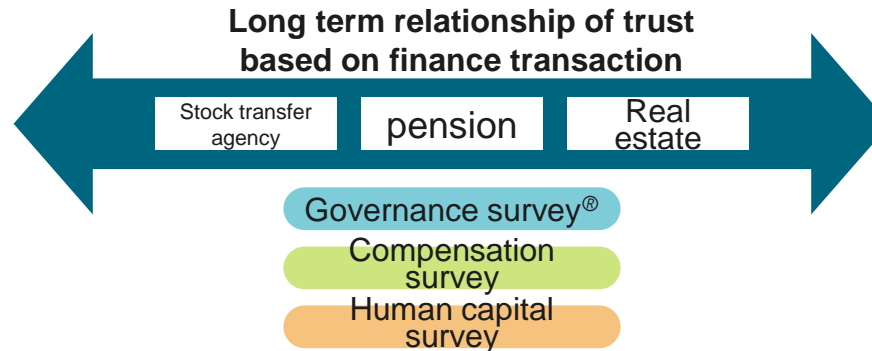 Long term relationship of trust
based on finance transaction
Stock transfer
agency
pension
Real
estate
Governance survey®
Compensation
survey
Human capital
survey